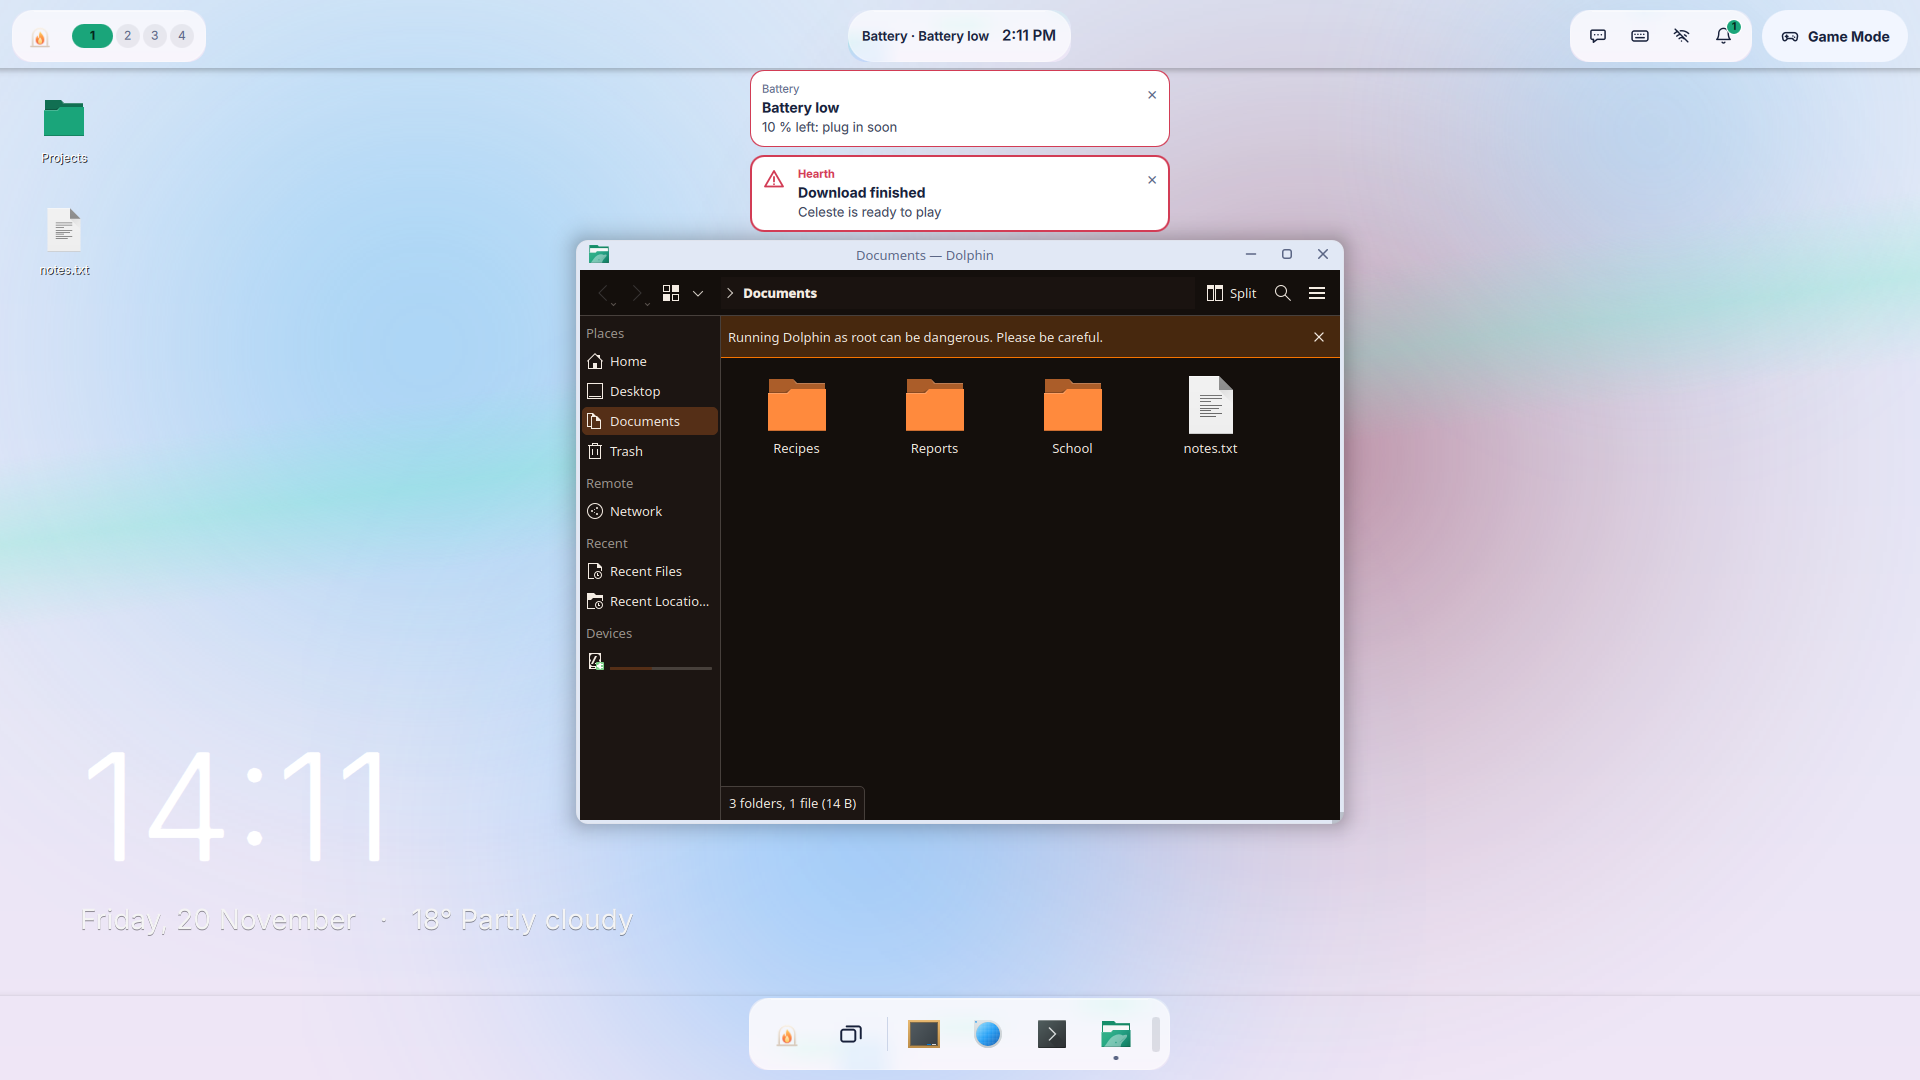 1 2 3 4
Battery · Battery low 2:11 PM
1
Game Mode
Projects
notes.txt
Battery
Battery low
10 % left: plug in soon
Hearth
Download finished
Celeste is ready to play
Documents — Dolphin
Documents
Split
Places
Home
Desktop
Documents
Trash
Remote
Network
Recent
Recent Files
Recent Locatio...
Devices
Running Dolphin as root can be dangerous. Please be careful.
Recipes
Reports
School
notes.txt
3 folders, 1 file (14 B)
14:11
Friday, 20 November · 18° Partly cloudy